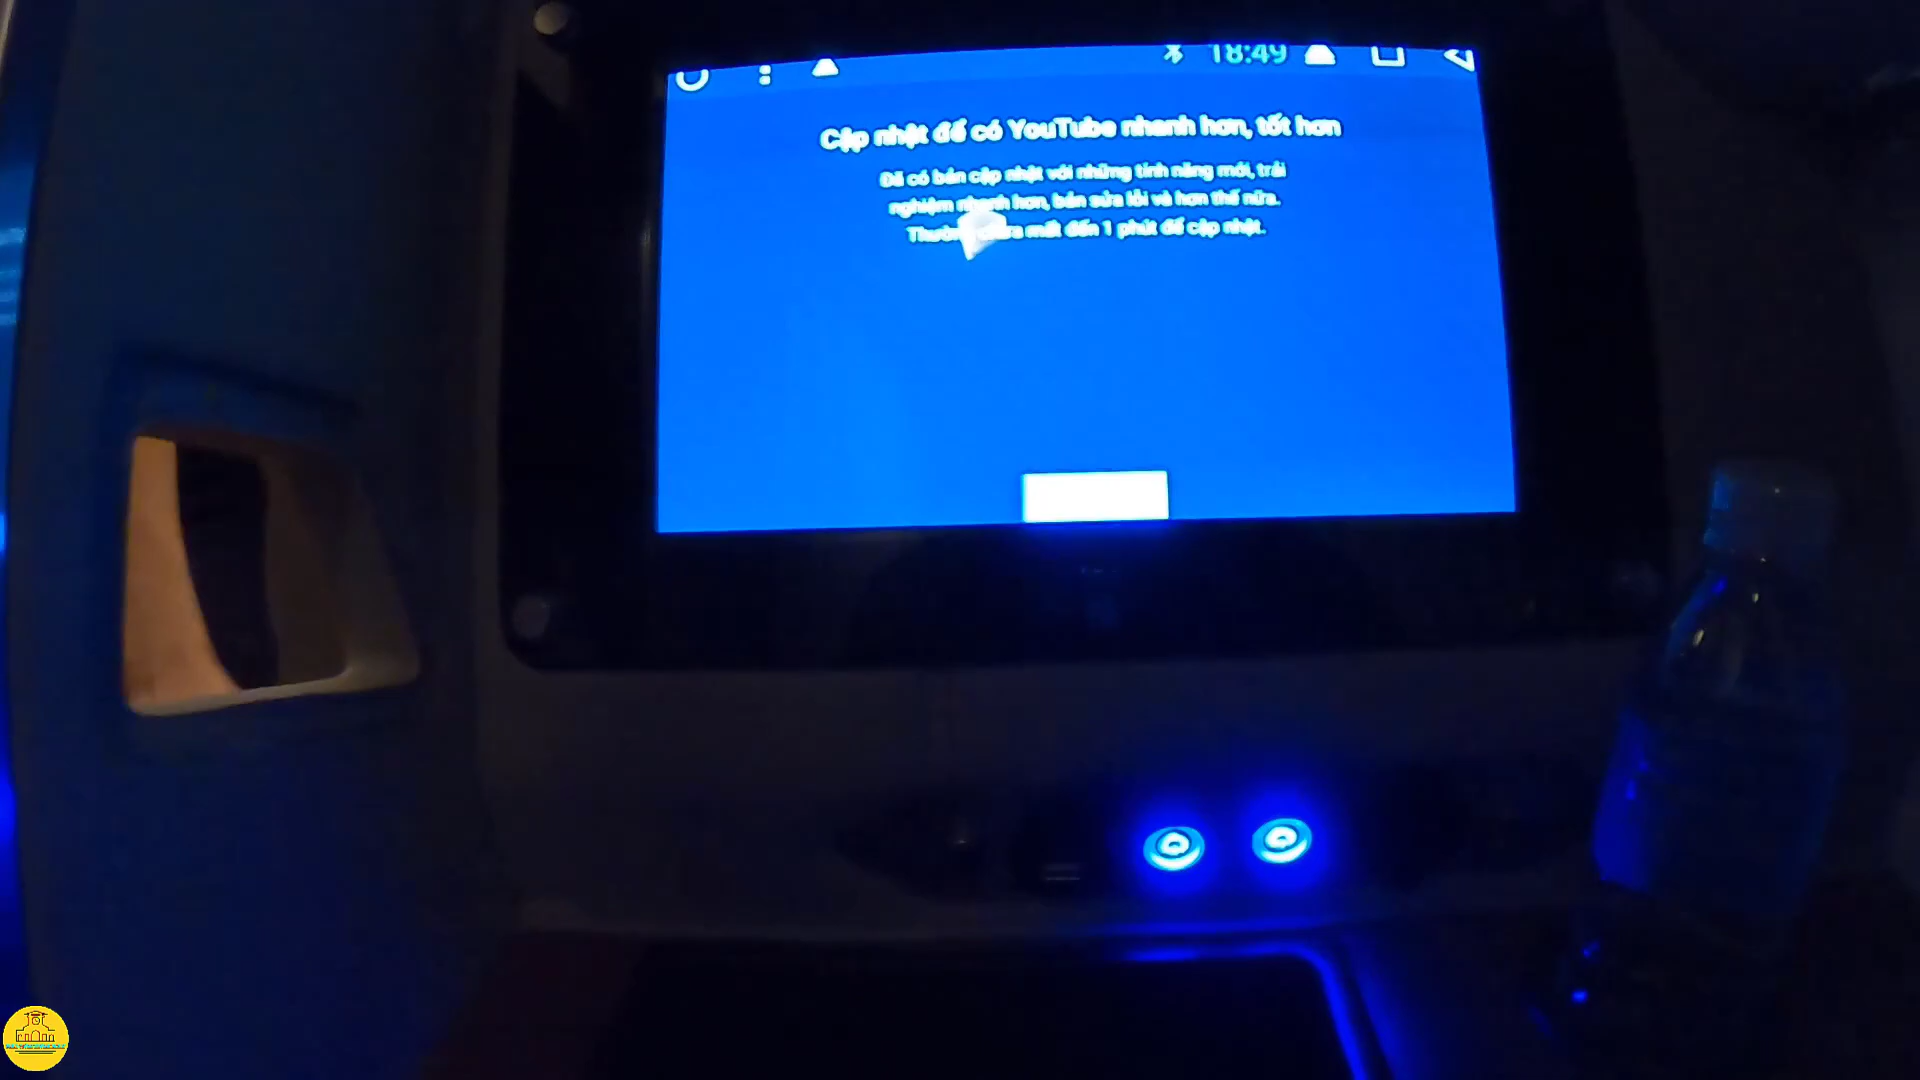 18:49
Cập nhật để có YouTube nhanh hơn, tốt hơn
Đã có bản cập nhật với những tính năng mới, trải
nghiệm nhanh hơn, bản sửa lỗi và hơn thế nữa.
Thường chưa mất đến 1 phút để cập nhật.